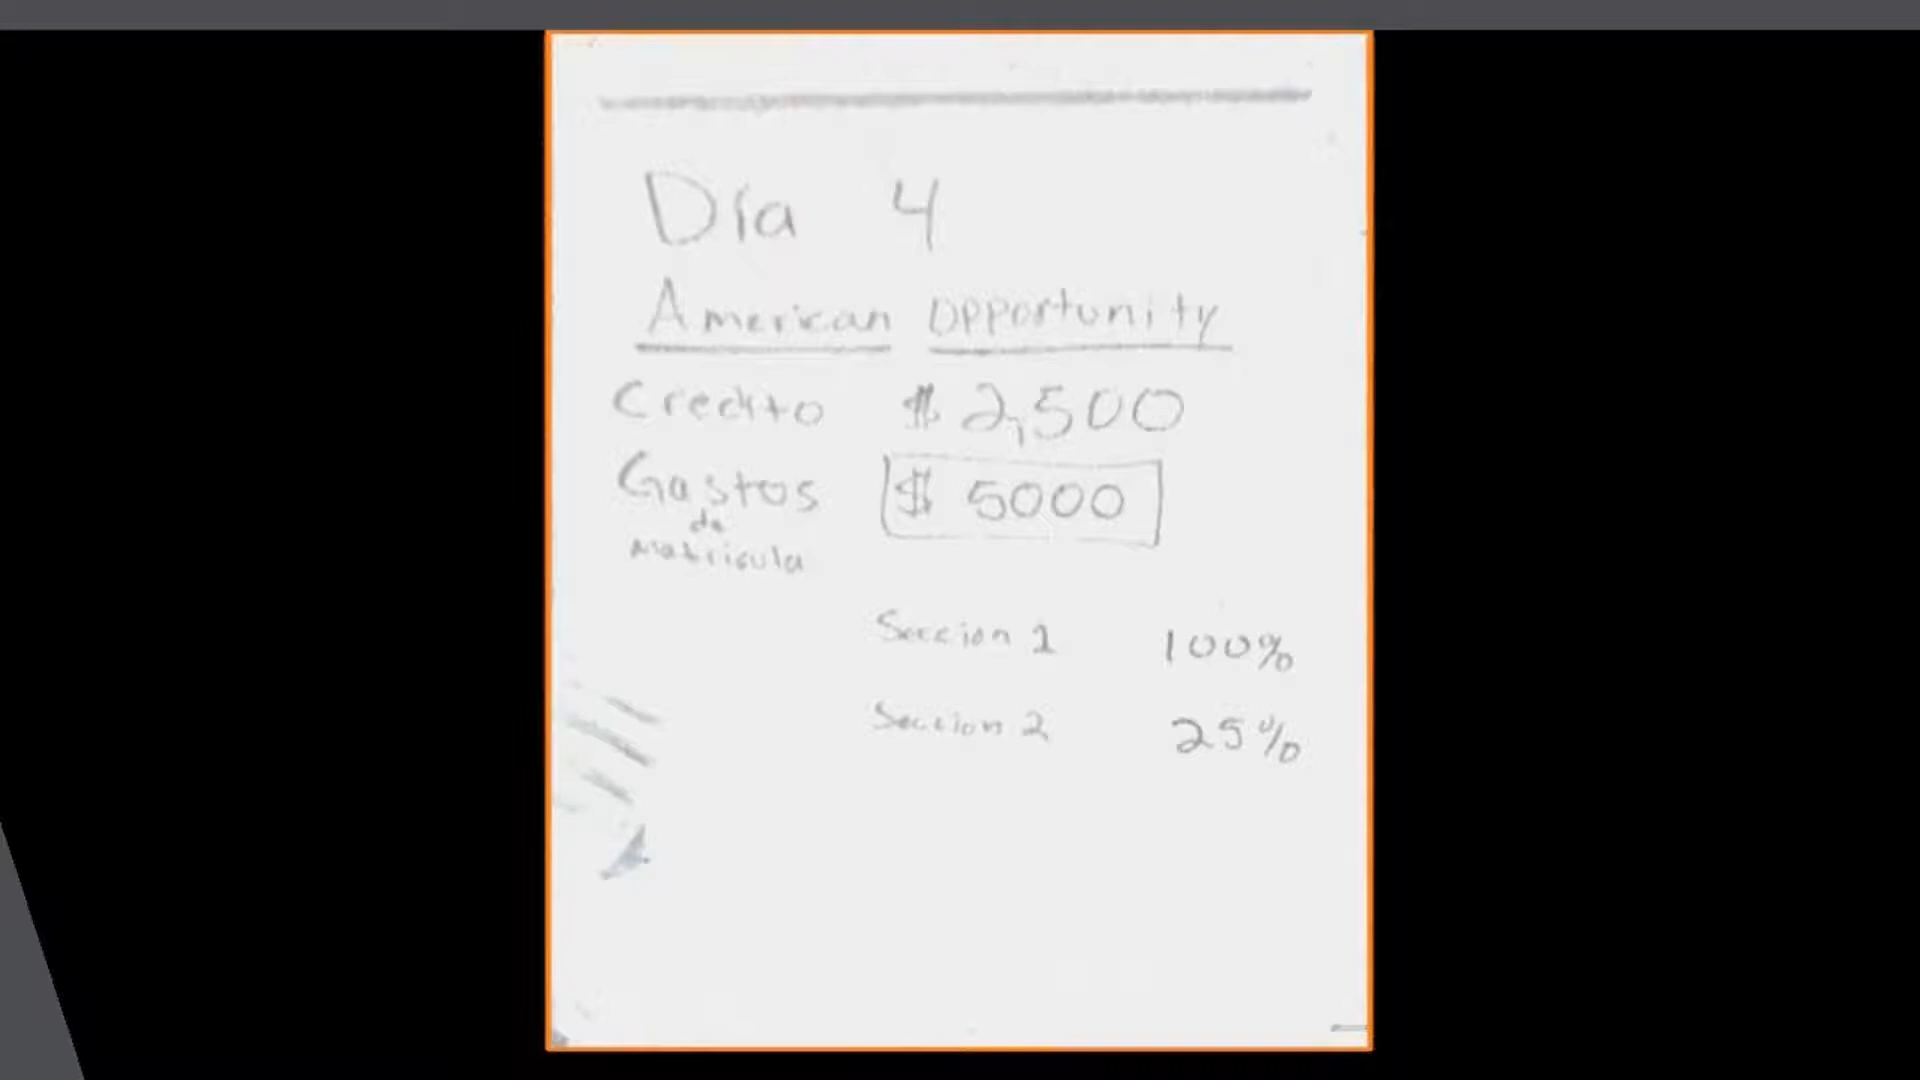 Día 4
American Opportunity
Credito $ 2,500
Gastos $ 5000
de
Matricula
Seccion 1 100%
Seccion 2 25%